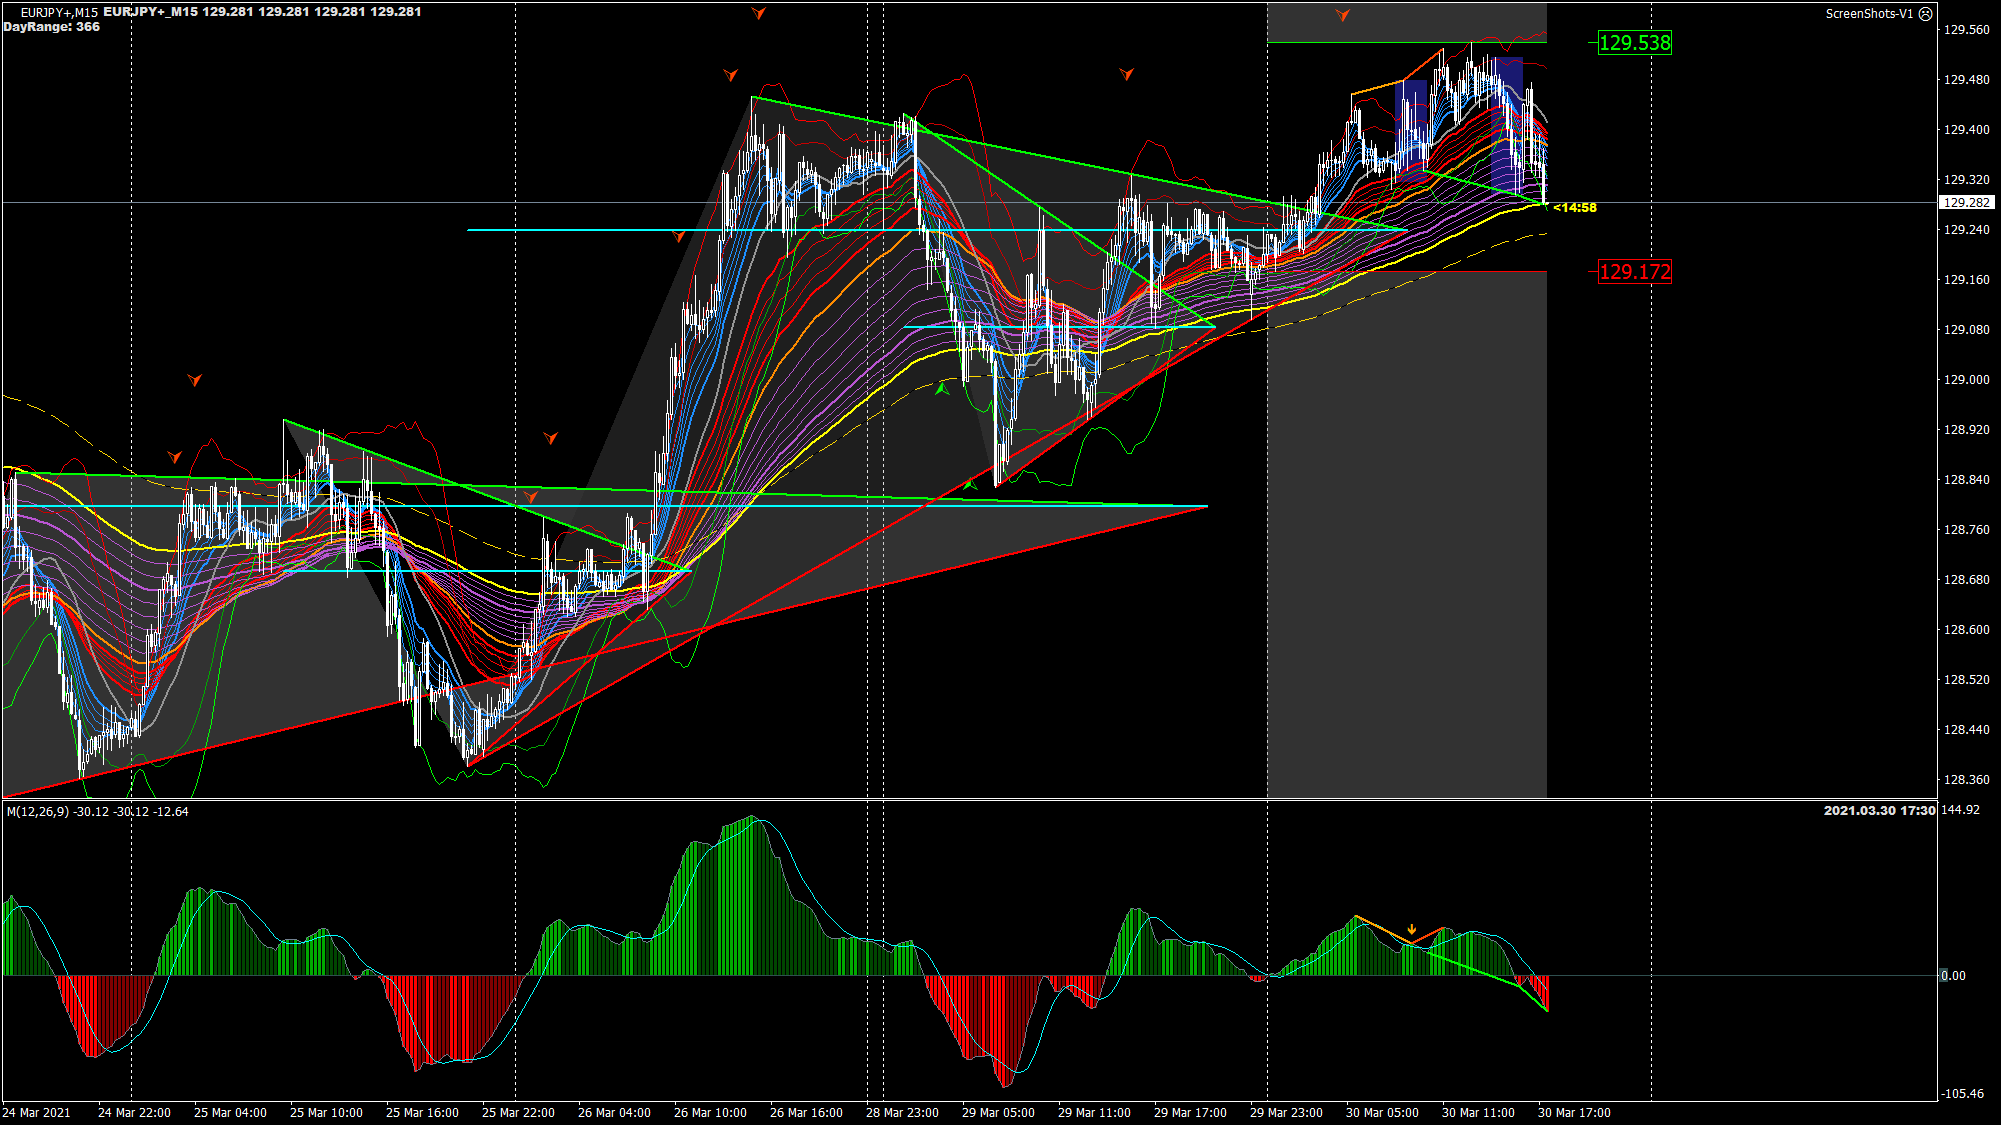 EURJPY+,M15 EURJPY+_M15 129.281 129.281 129.281 129.281
ScreenShots-V1
DayRange: 366
129.560
129.538
129.480
129.400
129.320
129.282
<14:58
129.240
129.172
129.160
129.080
129.000
128.920
128.840
128.760
128.680
128.600
128.520
128.440
128.360
M(12,26,9) -30.12 -30.12 -12.64
2021.03.30 17:30
144.92
0.00
-105.46
24 Mar 2021
24 Mar 22:00
25 Mar 04:00
25 Mar 10:00
25 Mar 16:00
25 Mar 22:00
26 Mar 04:00
26 Mar 10:00
26 Mar 16:00
28 Mar 23:00
29 Mar 05:00
29 Mar 11:00
29 Mar 17:00
29 Mar 23:00
30 Mar 05:00
30 Mar 11:00
30 Mar 17:00